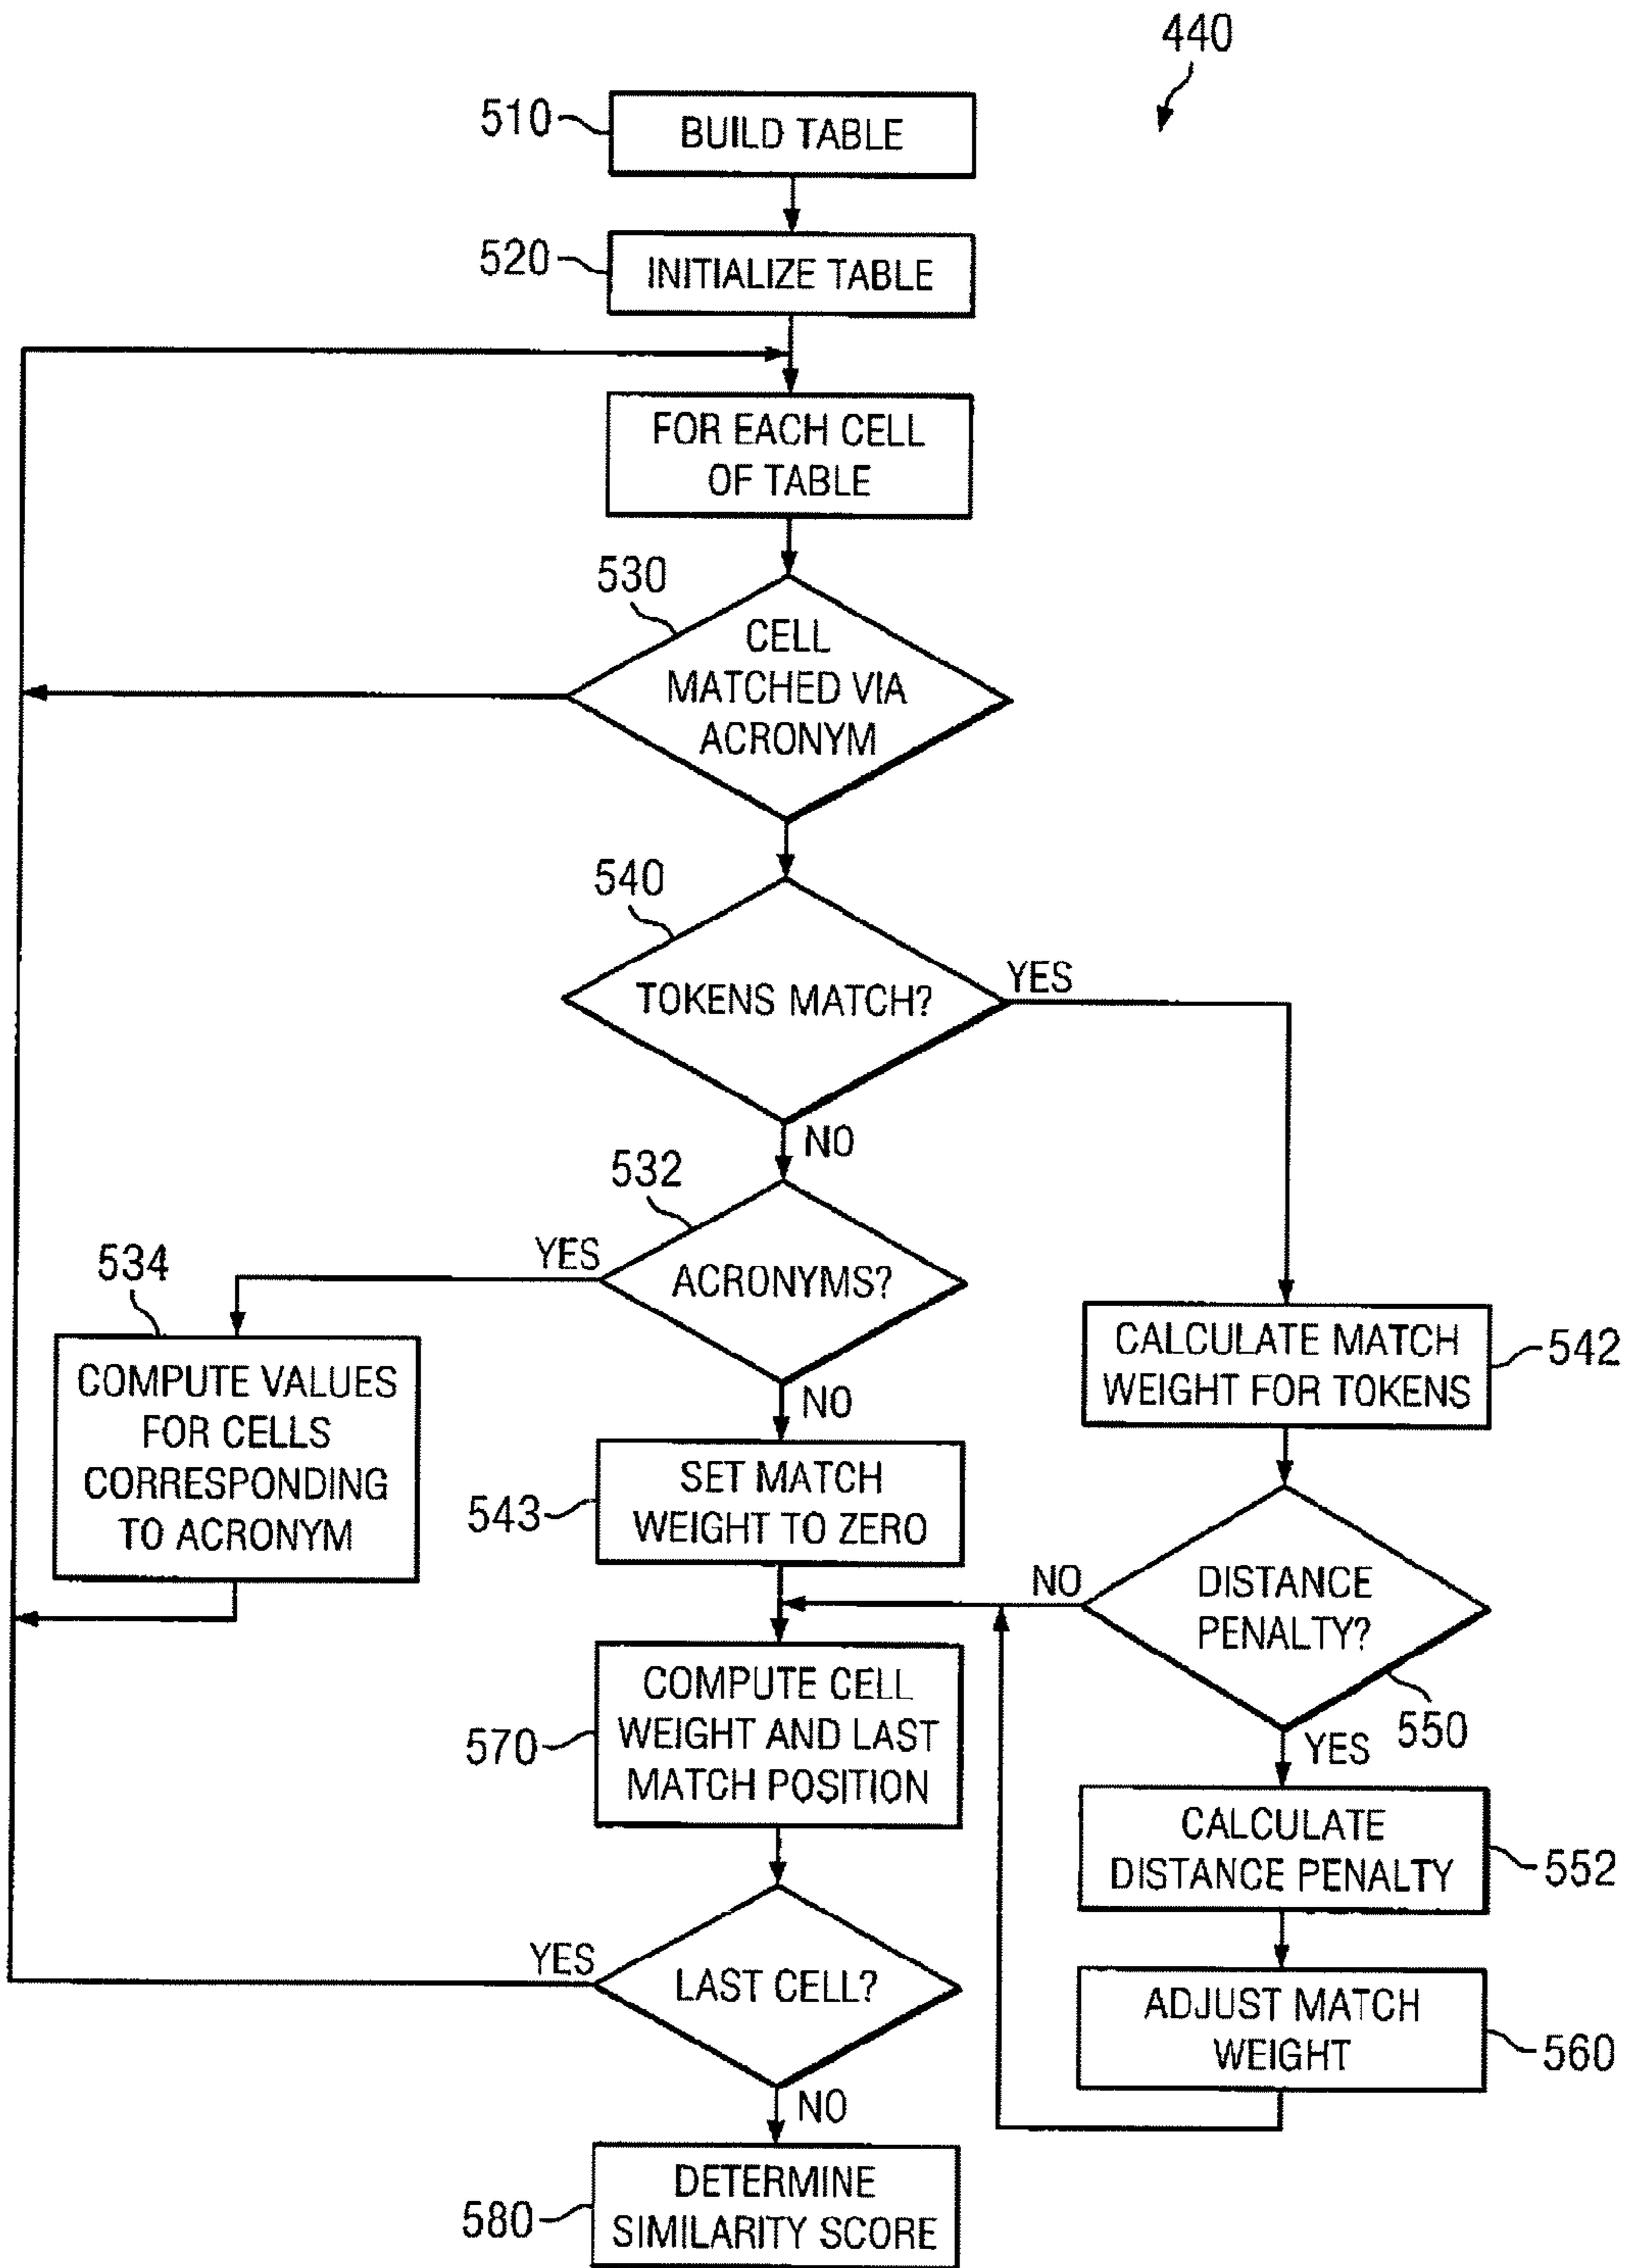 440
510
BUILD TABLE
520
INITIALIZE TABLE
FOR EACH CELL
OF TABLE
530
CELL
MATCHED VIA
ACRONYM
540
TOKENS MATCH?
YES
NO
532
ACRONYMS?
YES
NO
534
COMPUTE VALUES
FOR CELLS
CORRESPONDING
TO ACRONYM
CALCULATE MATCH
WEIGHT FOR TOKENS
542
543
SET MATCH
WEIGHT TO ZERO
DISTANCE
PENALTY?
NO
550
YES
570
COMPUTE CELL
WEIGHT AND LAST
MATCH POSITION
CALCULATE
DISTANCE PENALTY
552
LAST CELL?
YES
NO
ADJUST MATCH
WEIGHT
560
580
DETERMINE
SIMILARITY SCORE